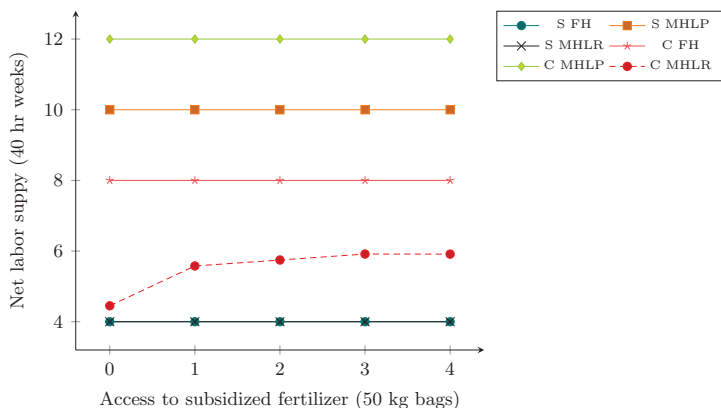 12
10
8
6
4
0 1 2 3 4
Net labor suppy (40 hr weeks)
Access to subsidized fertilizer (50 kg bags)
S FH S MHLP
S MHLR C FH
C MHLP C MHLR